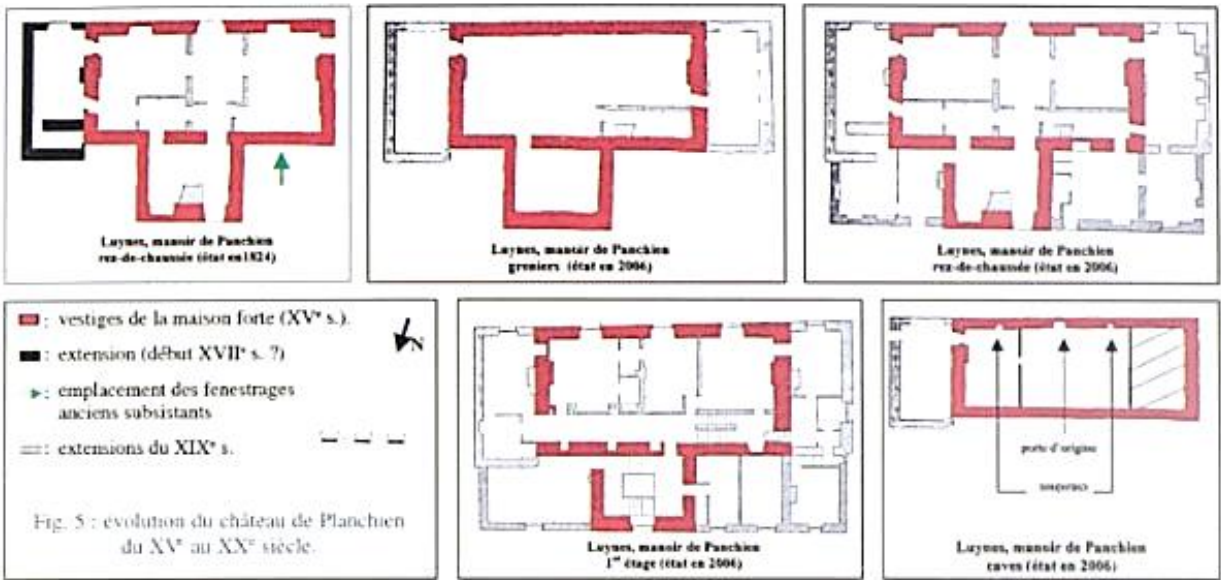 Luynes, manoir de Panchien
rez-de-chaussée (état en1824)
Luynes, manoir de Panchien
greniers (état en 2006)
Luynes, manoir de Panchien
rez-de-chaussée (état en 2006)
: vestiges de la maison forte (XVe s.).
: extension (début XVIIe s. ?)
: emplacement des fenestrages
anciens subsistants
: extensions du XIXe s.
N
Fig. 5 : évolution du château de Planchien
du XVe au XXe siècle.
Luynes, manoir de Panchien
1er étage (état en 2006)
porte d'origine
soupiraux
Luynes, manoir de Panchien
caves (état en 2006)